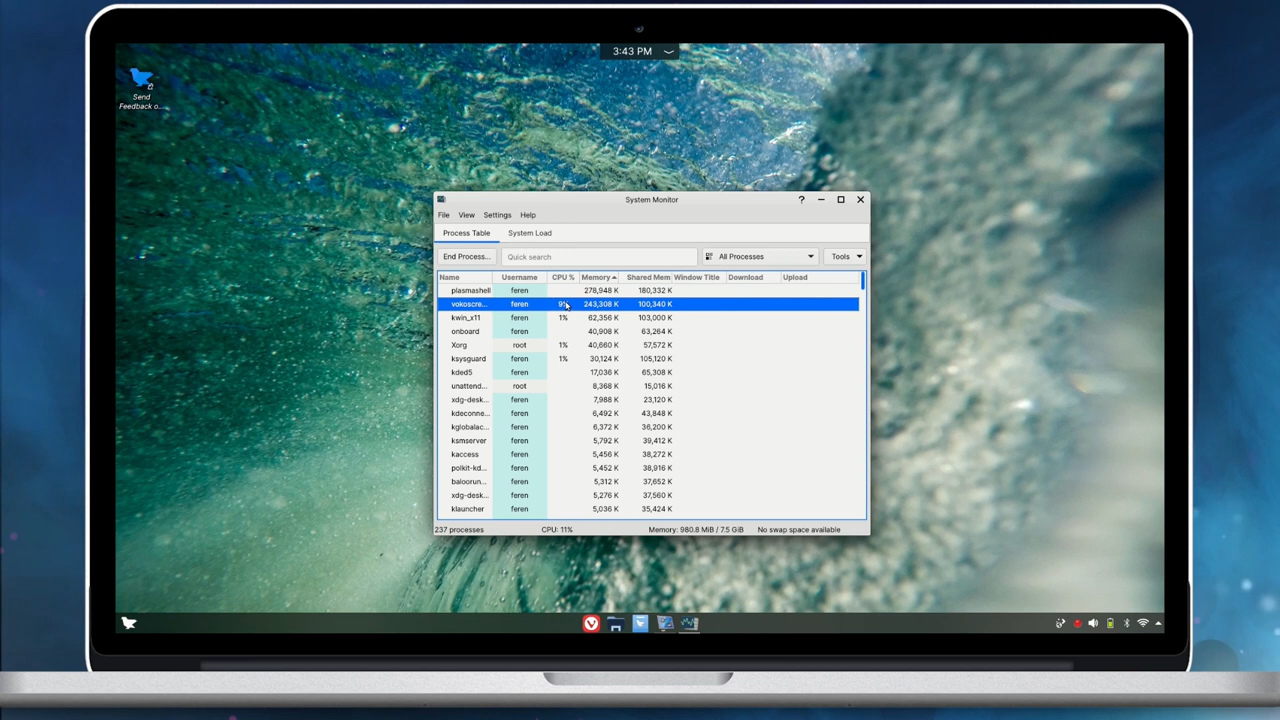 3:43 PM
Send
Feedback o...
System Monitor
File View Settings Help
Process Table System Load
End Process... Quick search All Processes Tools
Name Username CPU % Memory Shared Mem Window Title Download Upload
plasmashell feren 278,948 K 180,332 K
vokoscre... feren 9% 243,308 K 100,340 K
kwin_x11 feren 1% 62,356 K 103,000 K
onboard feren 40,908 K 63,264 K
Xorg root 1% 40,660 K 57,572 K
ksysguard feren 1% 30,124 K 105,120 K
kded5 feren 17,036 K 65,308 K
unattend... root 8,368 K 15,016 K
xdg-desk... feren 7,988 K 23,120 K
kdeconne... feren 6,492 K 43,848 K
kglobalac... feren 6,372 K 36,200 K
ksmserver feren 5,792 K 39,412 K
kaccess feren 5,456 K 38,272 K
polkit-kd... feren 5,452 K 38,916 K
baloorun... feren 5,312 K 37,652 K
xdg-desk... feren 5,276 K 37,560 K
klauncher feren 5,036 K 35,424 K
237 processes CPU: 11% Memory: 980.8 MiB / 7.5 GiB No swap space available